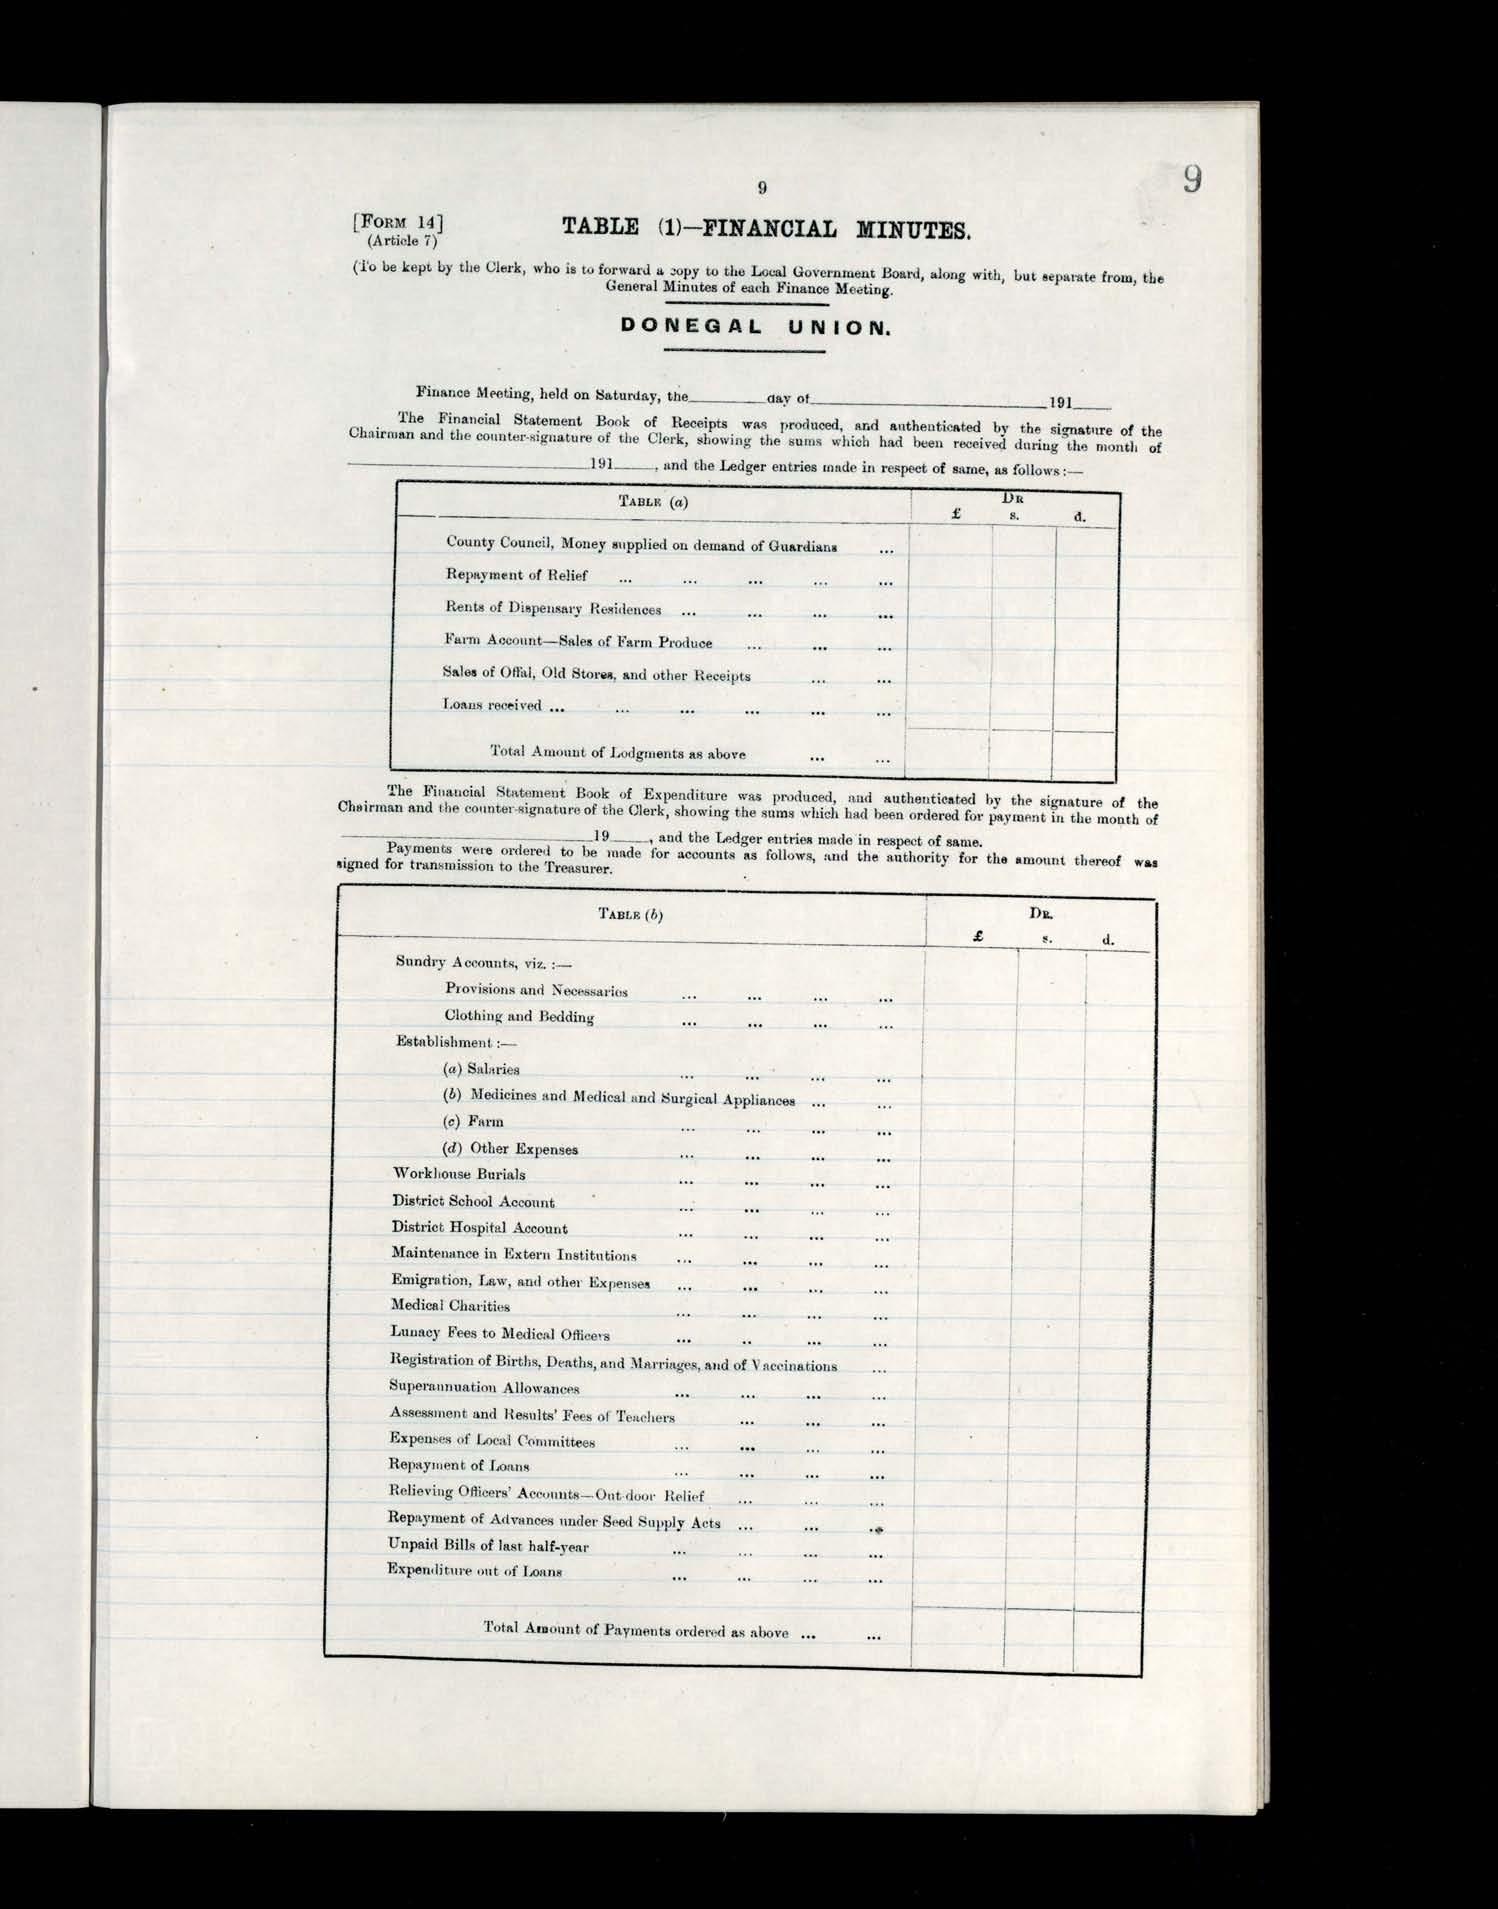 9
9
[FORM 14]
(Article 7)
TABLE (1)—FINANCIAL MINUTES.
(To be kept by the Clerk, who is to forward a copy to the Local Government Board, along with, but separate from, the
General Minutes of each Finance Meeting.
DONEGAL UNION.
Finance Meeting, held on Saturday, the________day of________________________191____
The Financial Statement Book of Receipts was produced, and authenticated by the signature of the
Chairman and the counter-signature of the Clerk, showing the sums which had been received during the month of
________________________191____, and the Ledger entries made in respect of same, as follows:—
TABLE (a)
DR
£ s. d.
County Council, Money supplied on demand of Guardians ...
Repayment of Relief ... ... ... ... ...
Rents of Dispensary Residences ... ... ... ...
Farm Account—Sales of Farm Produce ... ... ...
Sales of Offal, Old Stores, and other Receipts ... ...
Loans received ... ... ... ... ... ...
Total Amount of Lodgments as above ... ...
The Financial Statement Book of Expenditure was produced, and authenticated by the signature of the
Chairman and the counter-signature of the Clerk, showing the sums which had been ordered for payment in the month of
________________________19____, and the Ledger entries made in respect of same.
Payments were ordered to be made for accounts as follows, and the authority for the amount thereof was
signed for transmission to the Treasurer.
TABLE (b)
DR.
£ s. d.
Sundry Accounts, viz. :—
Provisions and Necessaries ... ... ... ...
Clothing and Bedding ... ... ... ...
Establishment :—
(a) Salaries ... ... ... ...
(b) Medicines and Medical and Surgical Appliances ... ...
(c) Farm ... ... ... ...
(d) Other Expenses ... ... ... ...
Workhouse Burials ... ... ... ...
District School Account ... ... ... ...
District Hospital Account ... ... ... ...
Maintenance in Extern Institutions ... ... ... ...
Emigration, Law, and other Expenses ... ... ... ...
Medical Charities ... ... ... ...
Lunacy Fees to Medical Officers ... .. ... ...
Registration of Births, Deaths, and Marriages, and of Vaccinations ...
Superannuation Allowances ... ... ... ...
Assessment and Results' Fees of Teachers ... ... ...
Expenses of Local Committees ... ... ... ...
Repayment of Loans ... ... ... ...
Relieving Officers' Accounts—Out-door Relief ... ... ...
Repayment of Advances under Seed Supply Acts ... ... ...
Unpaid Bills of last half-year ... ... ... ...
Expenditure out of Loans ... ... ... ...
Total Amount of Payments ordered as above ... ...